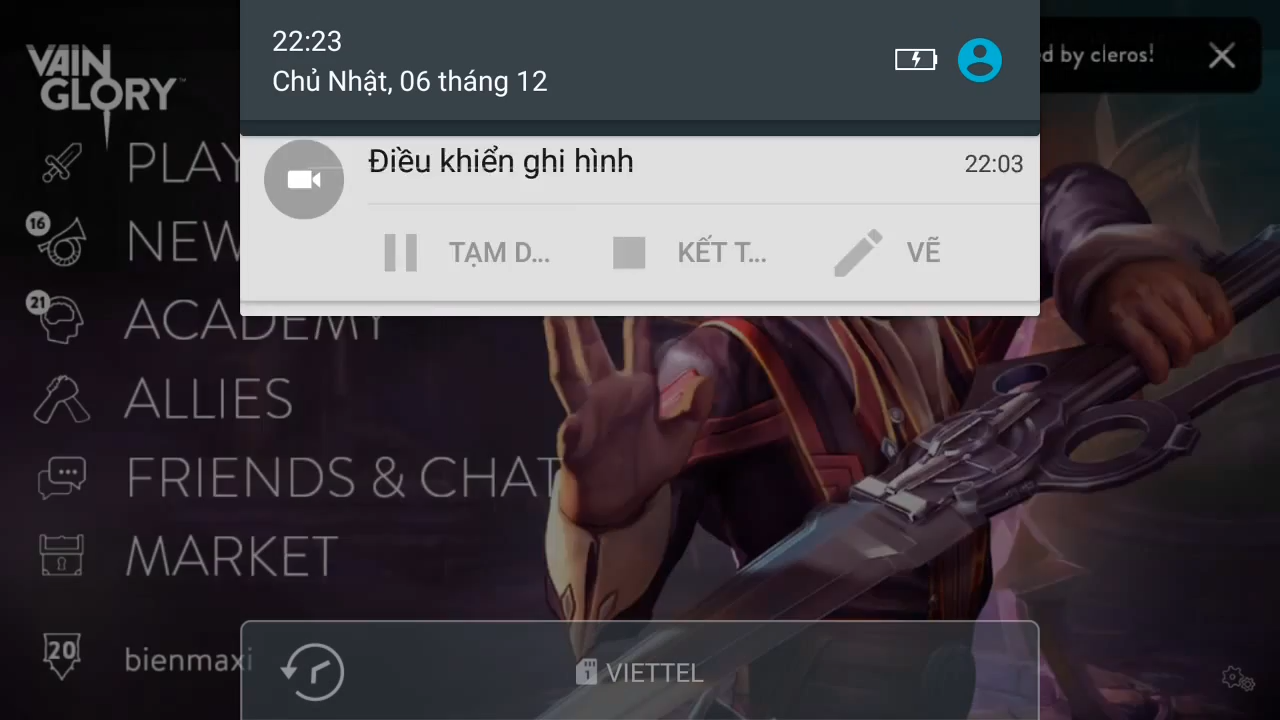 22:23
Chủ Nhật, 06 tháng 12
d by cleros!
VAIN
GLORY
Điều khiển ghi hình
22:03
TẠM D...
KẾT T...
VẼ
PLAY
16
NEW
21
ACADEMY
ALLIES
FRIENDS & CHAT
MARKET
20
bienmaxi
1
VIETTEL